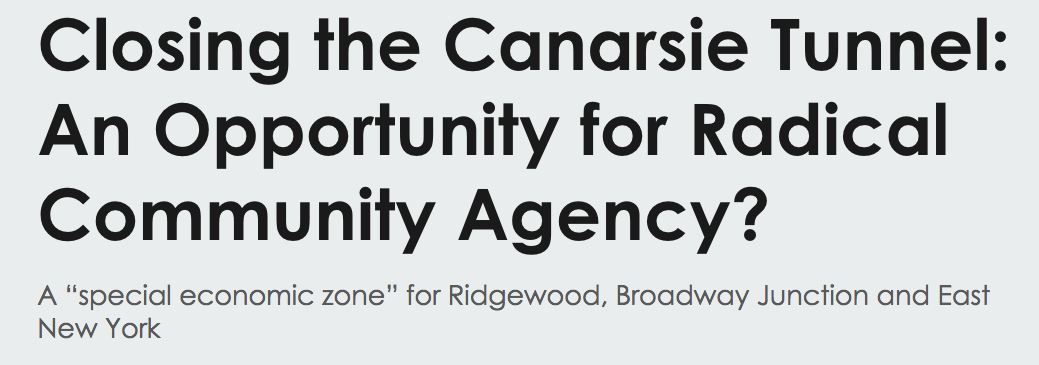 Closing the Canarsie Tunnel:
An Opportunity for Radical
Community Agency?
A “special economic zone” for Ridgewood, Broadway Junction and East
New York